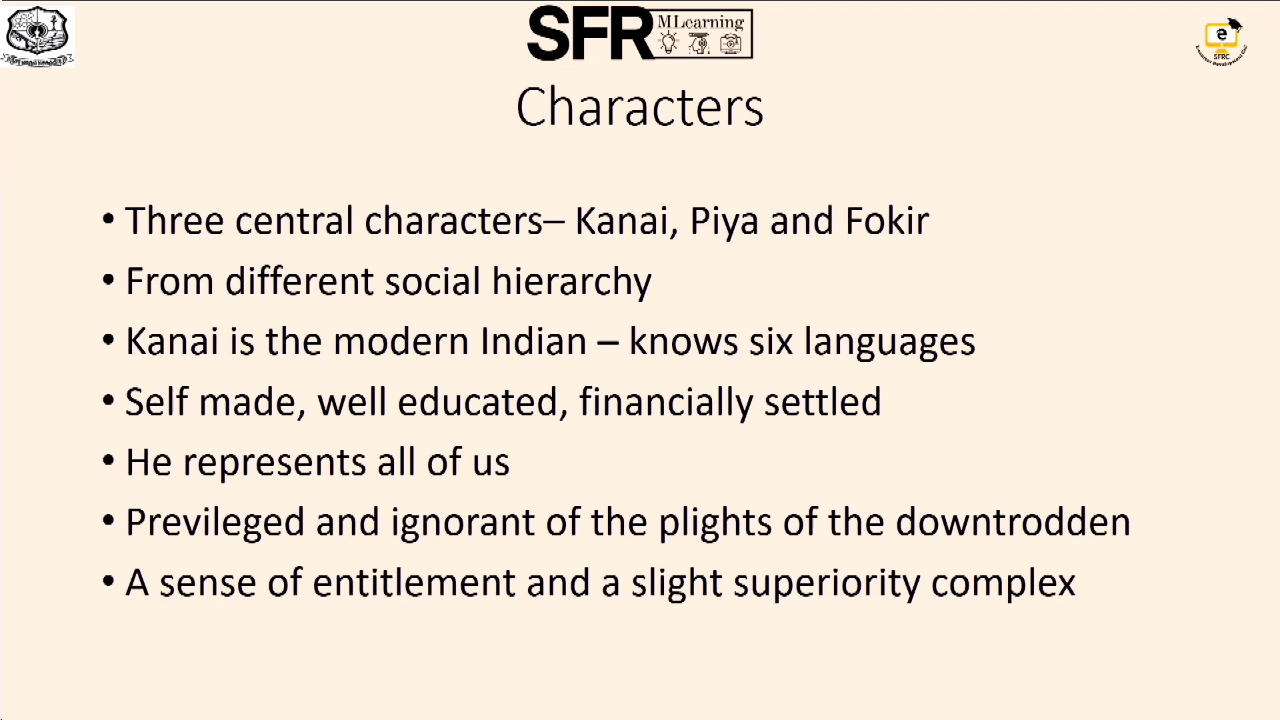 SFR MLearning
e
SFRC
Characters
• Three central characters– Kanai, Piya and Fokir
• From different social hierarchy
• Kanai is the modern Indian – knows six languages
• Self made, well educated, financially settled
• He represents all of us
• Previleged and ignorant of the plights of the downtrodden
• A sense of entitlement and a slight superiority complex